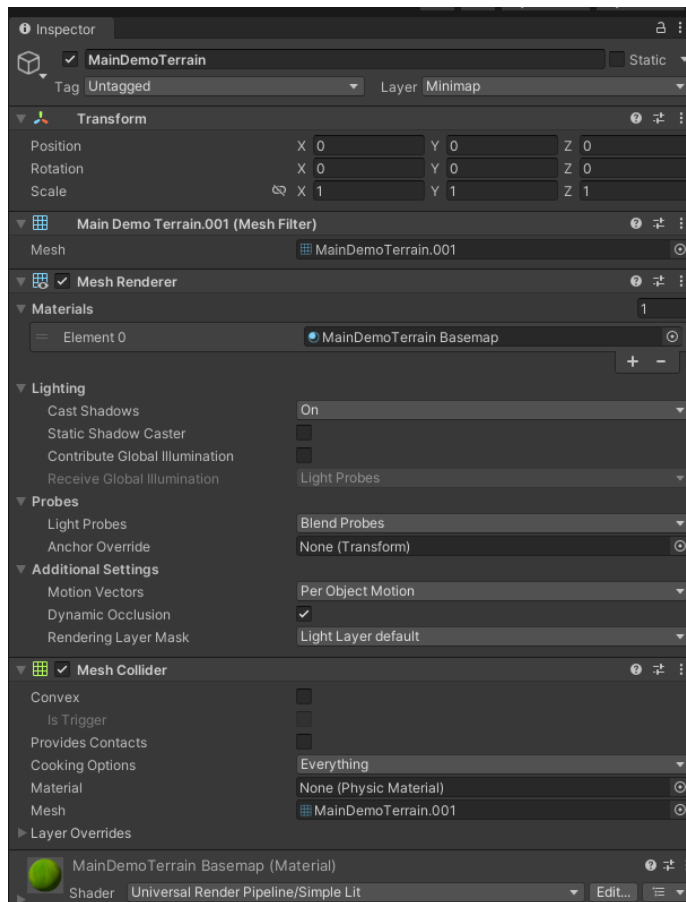 Inspector
MainDemoTerrain Static
Tag Untagged Layer Minimap
Transform
Position X 0 Y 0 Z 0
Rotation X 0 Y 0 Z 0
Scale X 1 Y 1 Z 1
Main Demo Terrain.001 (Mesh Filter)
Mesh MainDemoTerrain.001
Mesh Renderer
Materials 1
Element 0 MainDemoTerrain Basemap
+ −
Lighting
Cast Shadows On
Static Shadow Caster
Contribute Global Illumination
Receive Global Illumination Light Probes
Probes
Light Probes Blend Probes
Anchor Override None (Transform)
Additional Settings
Motion Vectors Per Object Motion
Dynamic Occlusion
Rendering Layer Mask Light Layer default
Mesh Collider
Convex
Is Trigger
Provides Contacts
Cooking Options Everything
Material None (Physic Material)
Mesh MainDemoTerrain.001
Layer Overrides
MainDemoTerrain Basemap (Material)
Shader Universal Render Pipeline/Simple Lit Edit...